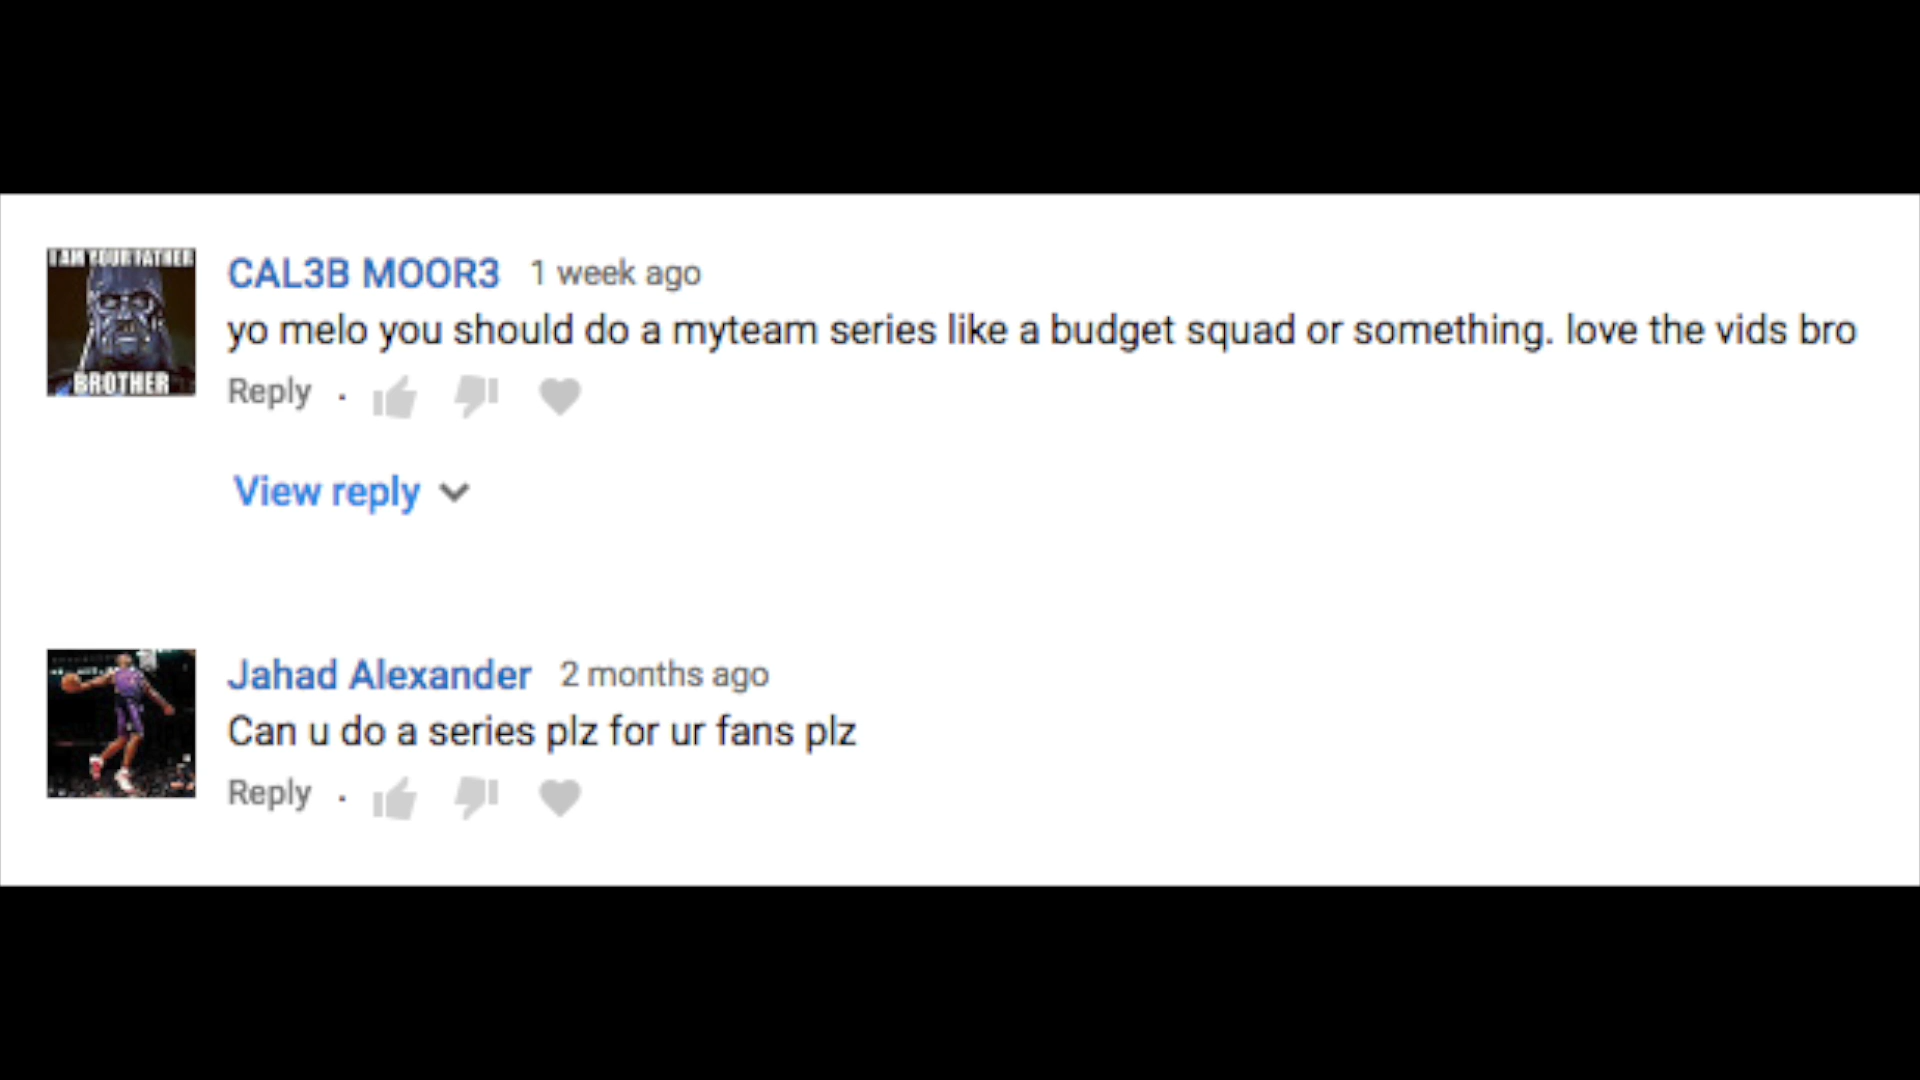 I AM YOUR FATHER
BROTHER
CAL3B MOOR3 1 week ago
yo melo you should do a myteam series like a budget squad or something. love the vids bro
Reply ·
View reply
Jahad Alexander 2 months ago
Can u do a series plz for ur fans plz
Reply ·